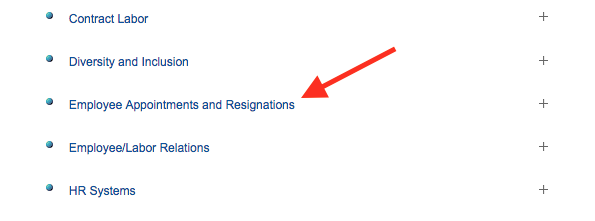 Contract Labor
Diversity and Inclusion
Employee Appointments and Resignations
Employee/Labor Relations
HR Systems